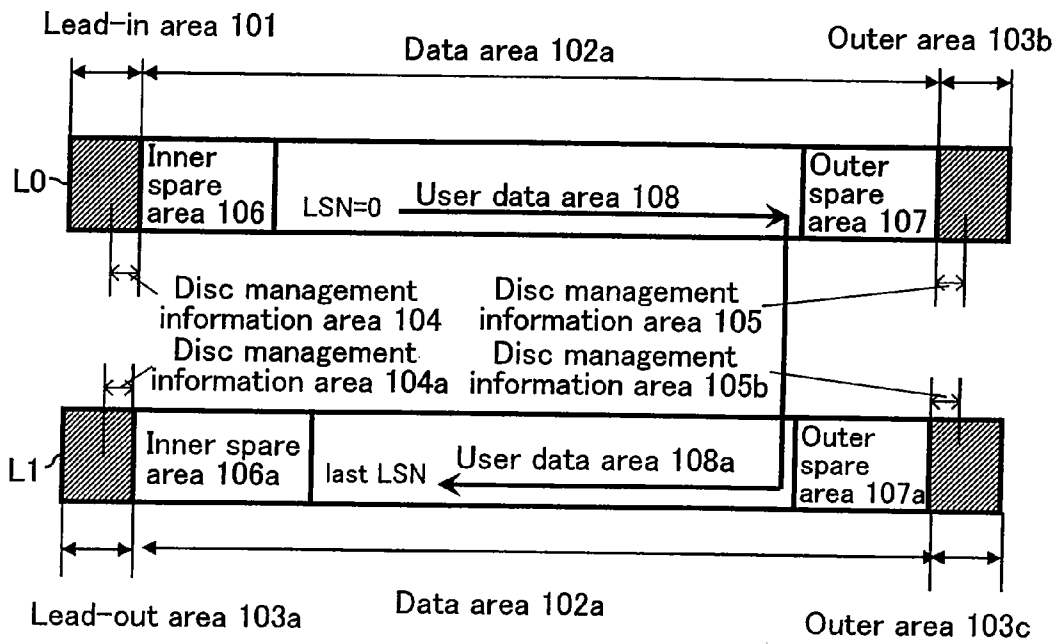 Lead-in area 101
Data area 102a
Outer area 103b
L0
Inner
spare
area 106
LSN=0
User data area 108
Outer
spare
area 107
Disc management
information area 104
Disc management
information area 105
Disc management
information area 104a
Disc management
information area 105b
L1
Inner spare
area 106a
last LSN
User data area 108a
Outer
spare
area 107a
Lead-out area 103a
Data area 102a
Outer area 103c